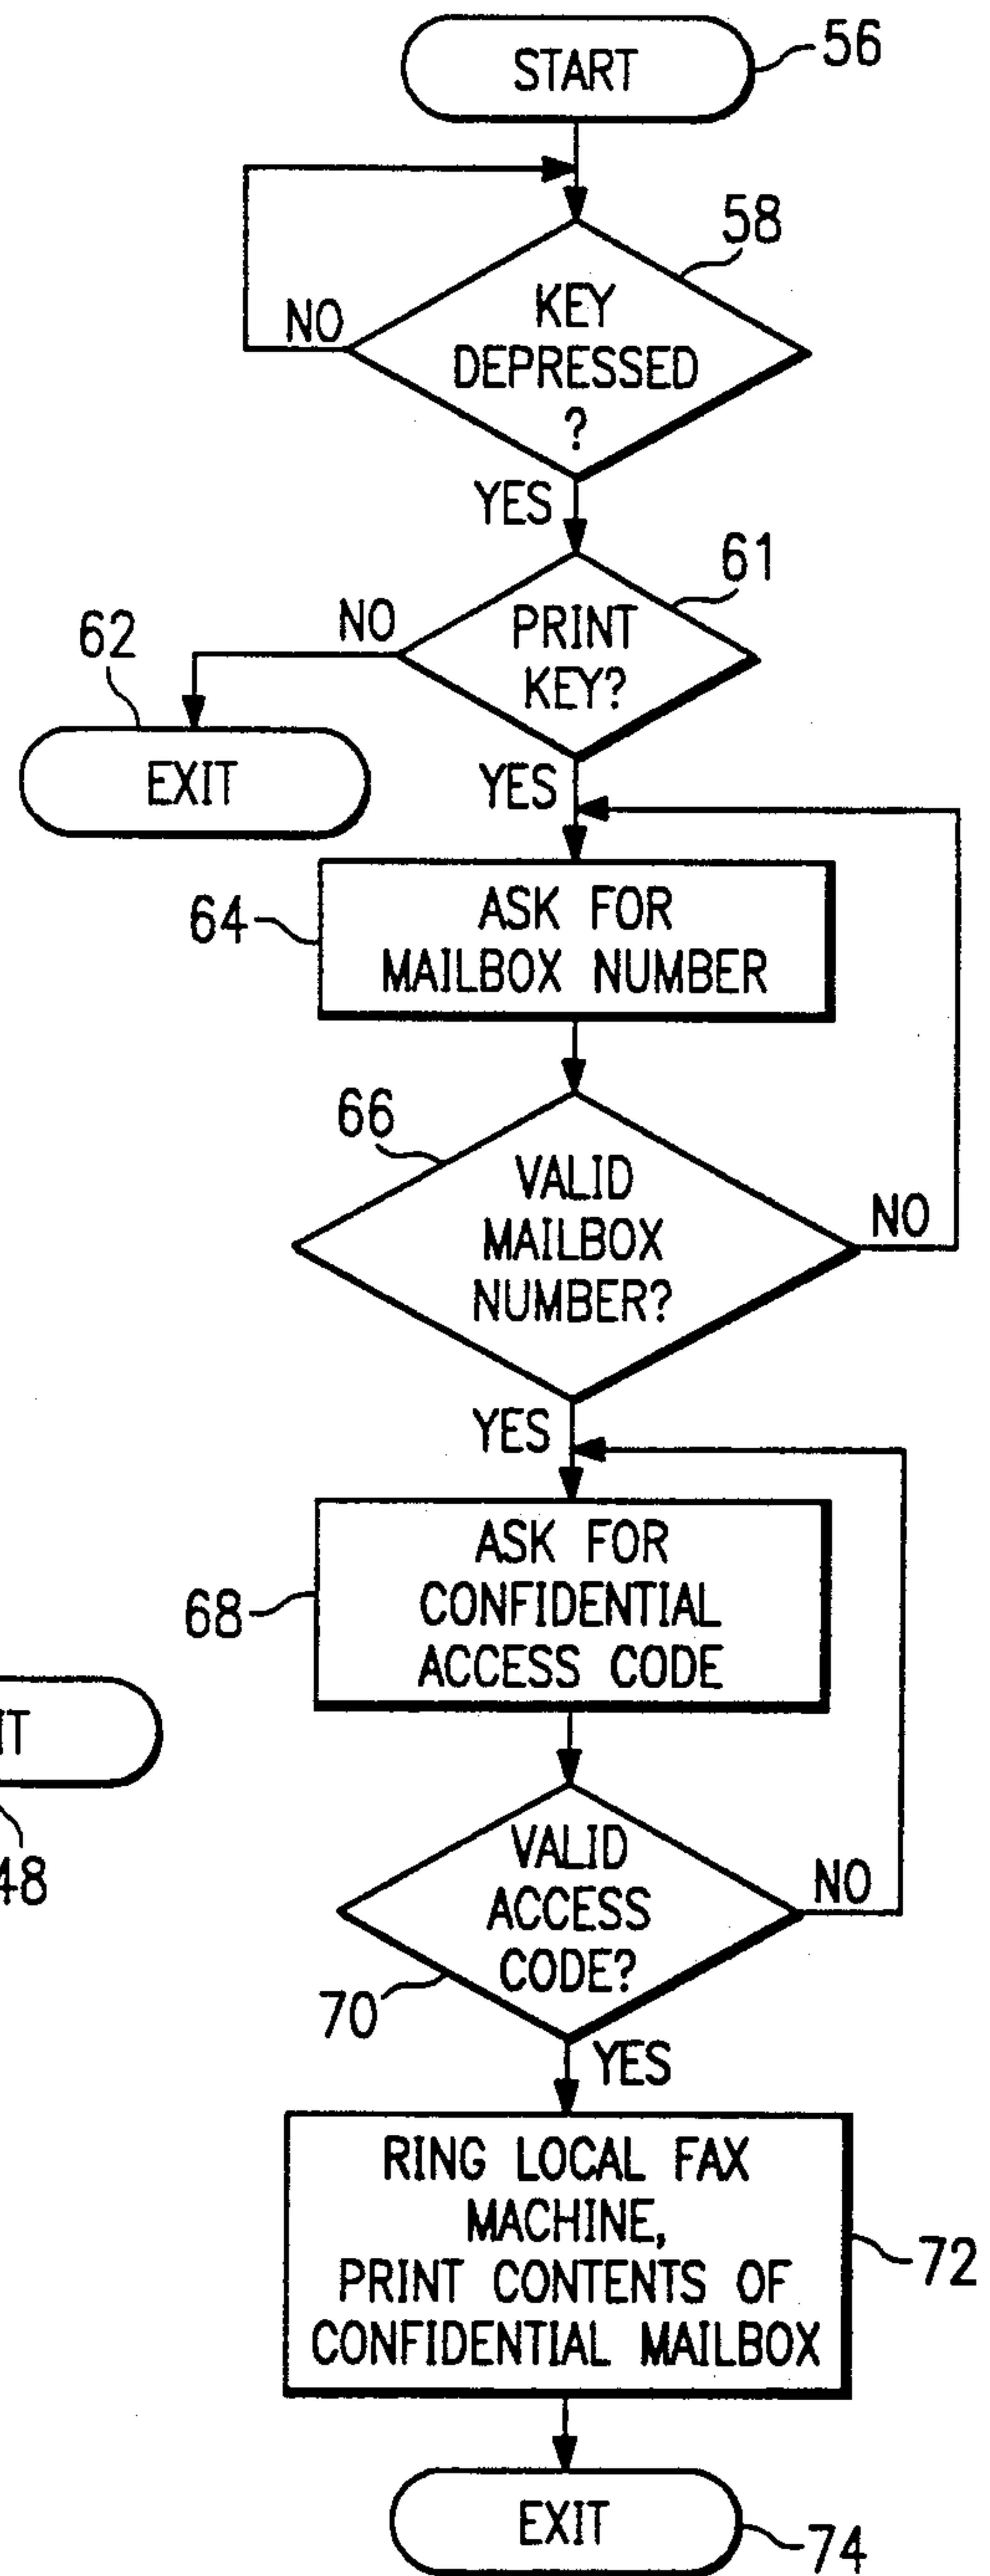 START
56
58
KEY
DEPRESSED
?
NO
YES
61
PRINT
KEY?
NO
62
EXIT
YES
64
ASK FOR
MAILBOX NUMBER
66
VALID
MAILBOX
NUMBER?
NO
YES
68
ASK FOR
CONFIDENTIAL
ACCESS CODE
IT
48
VALID
ACCESS
CODE?
NO
70
YES
RING LOCAL FAX
MACHINE,
PRINT CONTENTS OF
CONFIDENTIAL MAILBOX
72
EXIT
74